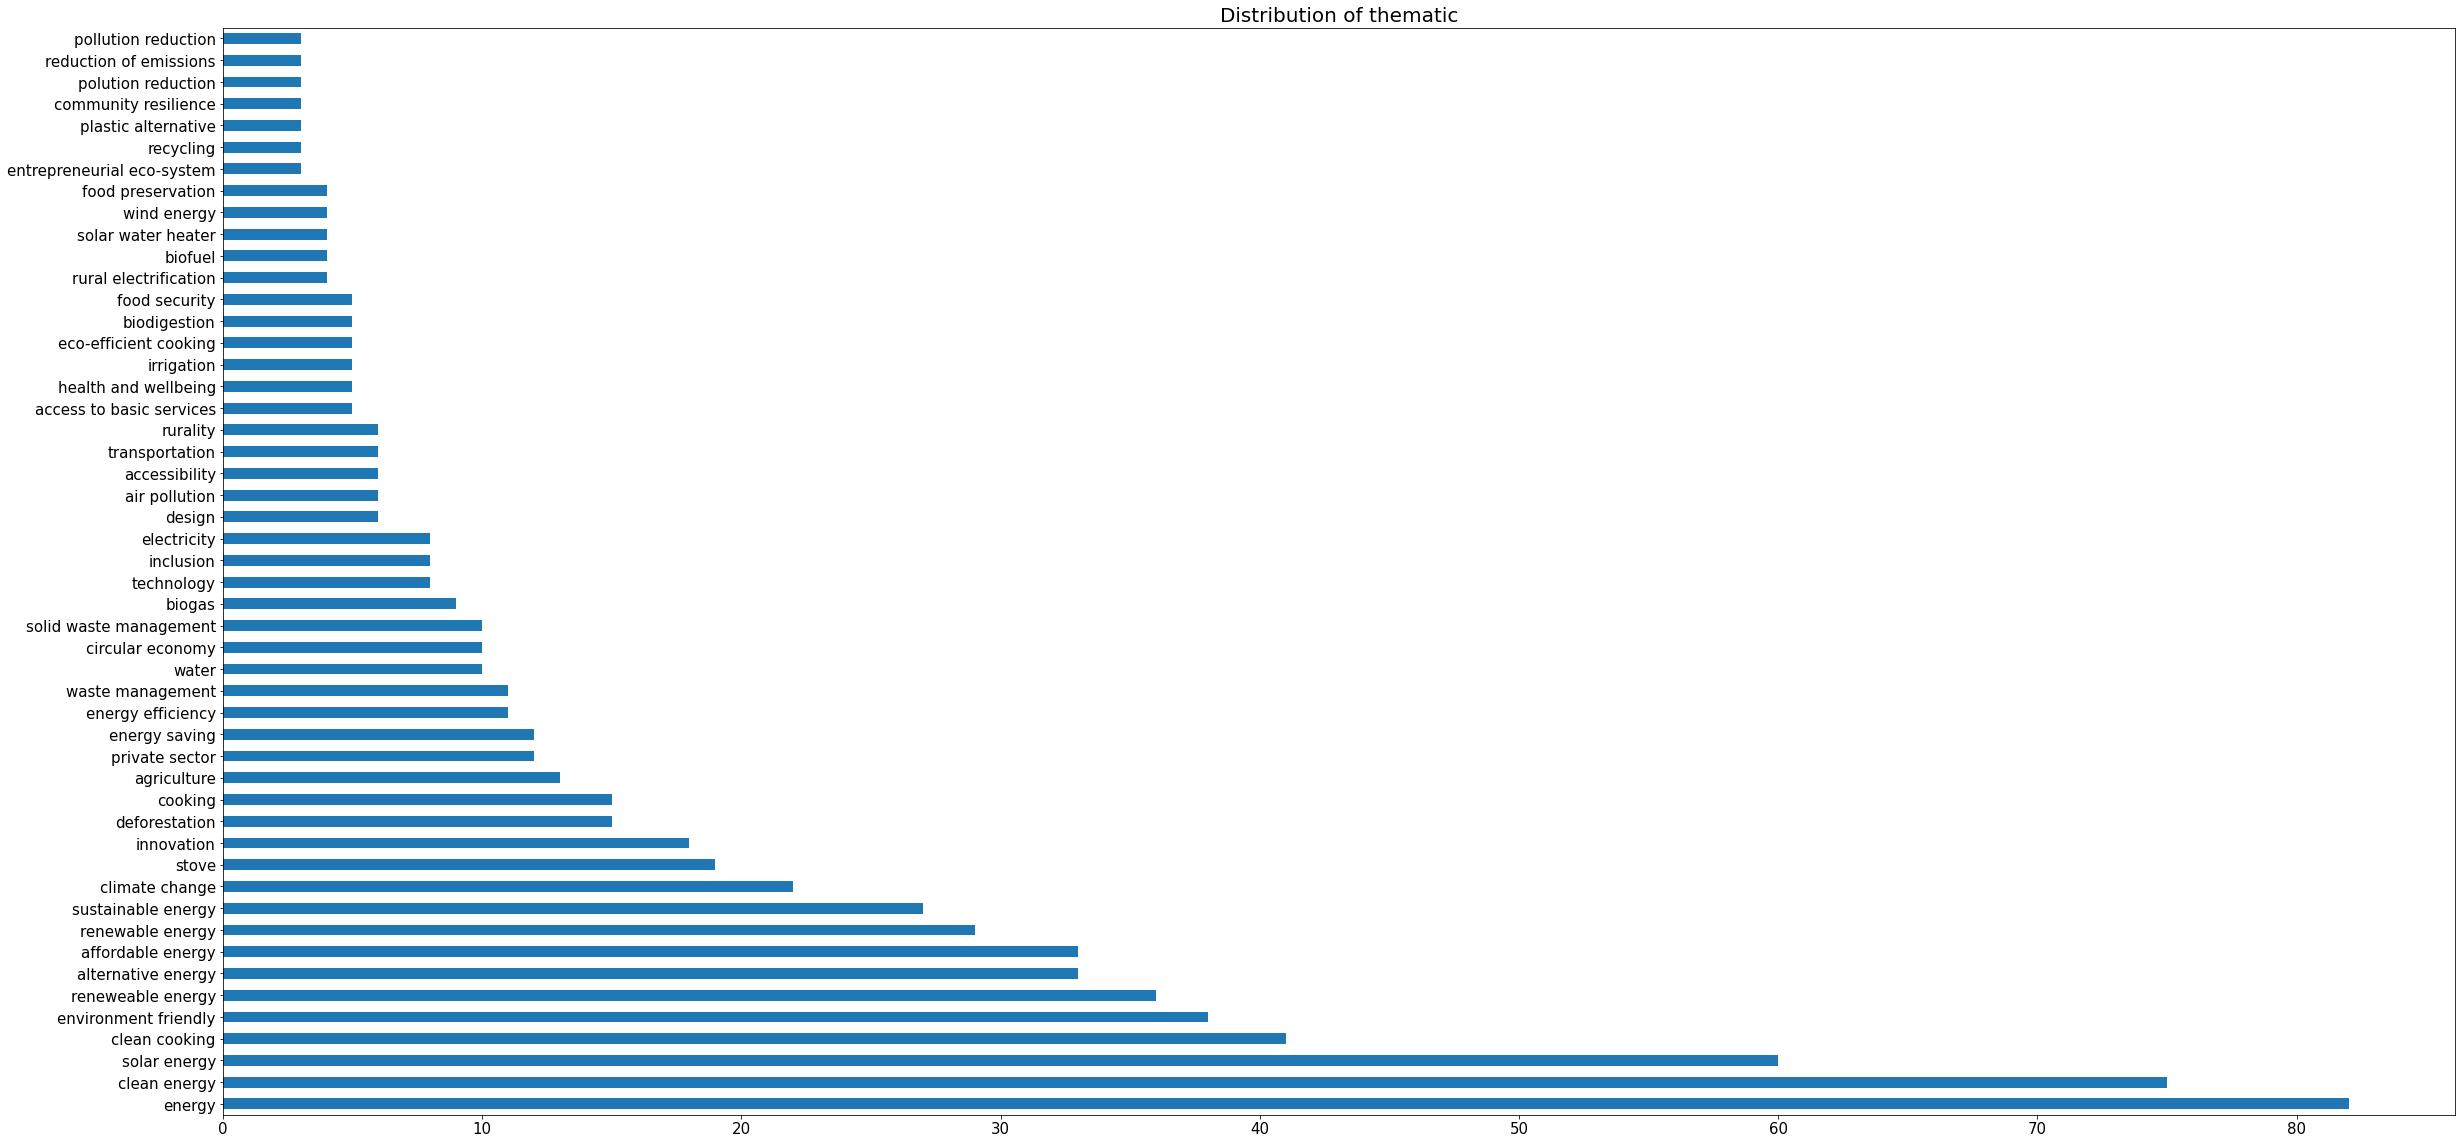 Distribution of thematic
pollution reduction
reduction of emissions
polution reduction
community resilience
plastic alternative
recycling
entrepreneurial eco-system
food preservation
wind energy
solar water heater
biofuel
rural electrification
food security
biodigestion
eco-efficient cooking
irrigation
health and wellbeing
access to basic services
rurality
transportation
accessibility
air pollution
design
electricity
inclusion
technology
biogas
solid waste management
circular economy
water
waste management
energy efficiency
energy saving
private sector
agriculture
cooking
deforestation
innovation
stove
climate change
sustainable energy
renewable energy
affordable energy
alternative energy
reneweable energy
environment friendly
clean cooking
solar energy
clean energy
energy
0 10 20 30 40 50 60 70 80